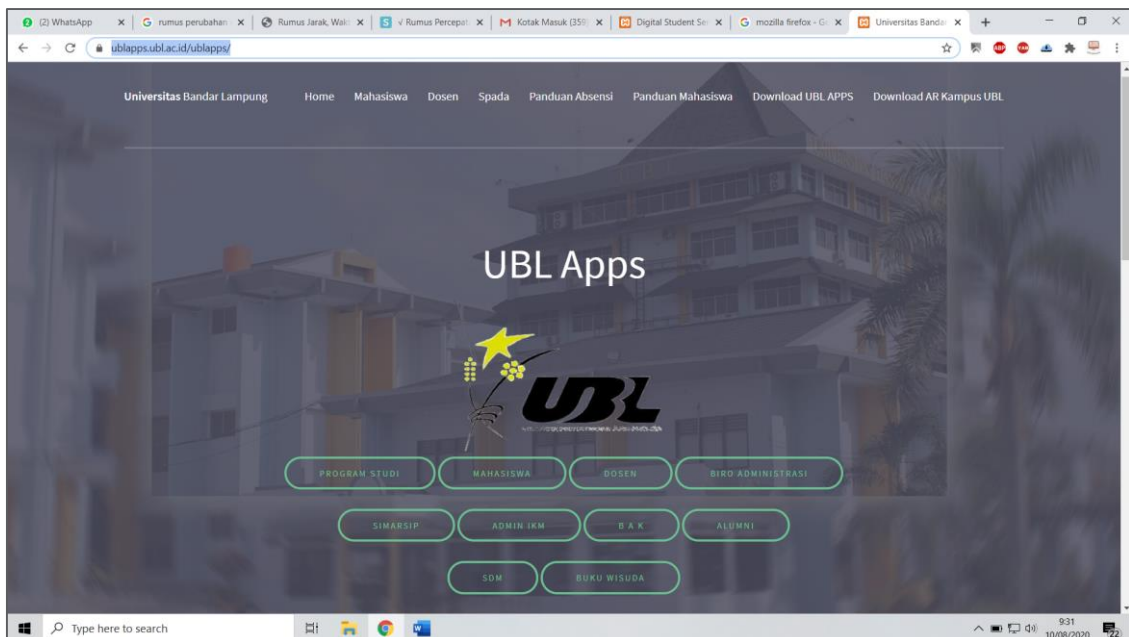 (2) WhatsApp
rumus perubahan
Rumus Jarak, Wak
√ Rumus Percepat
Kotak Masuk (359
Digital Student Se
mozilla firefox - G
Universitas Bandar
ublapps.ubl.ac.id/ublapps/
Universitas Bandar Lampung Home Mahasiswa Dosen Spada Panduan Absensi Panduan Mahasiswa Download UBL APPS Download AR Kampus UBL
UBL Apps
UBL
PROGRAM STUDI MAHASISWA DOSEN BIRO ADMINISTRASI
SIMARSIP ADMIN IKM B A K ALUMNI
SDM BUKU WISUDA
Type here to search
9:31
10/08/2020
22